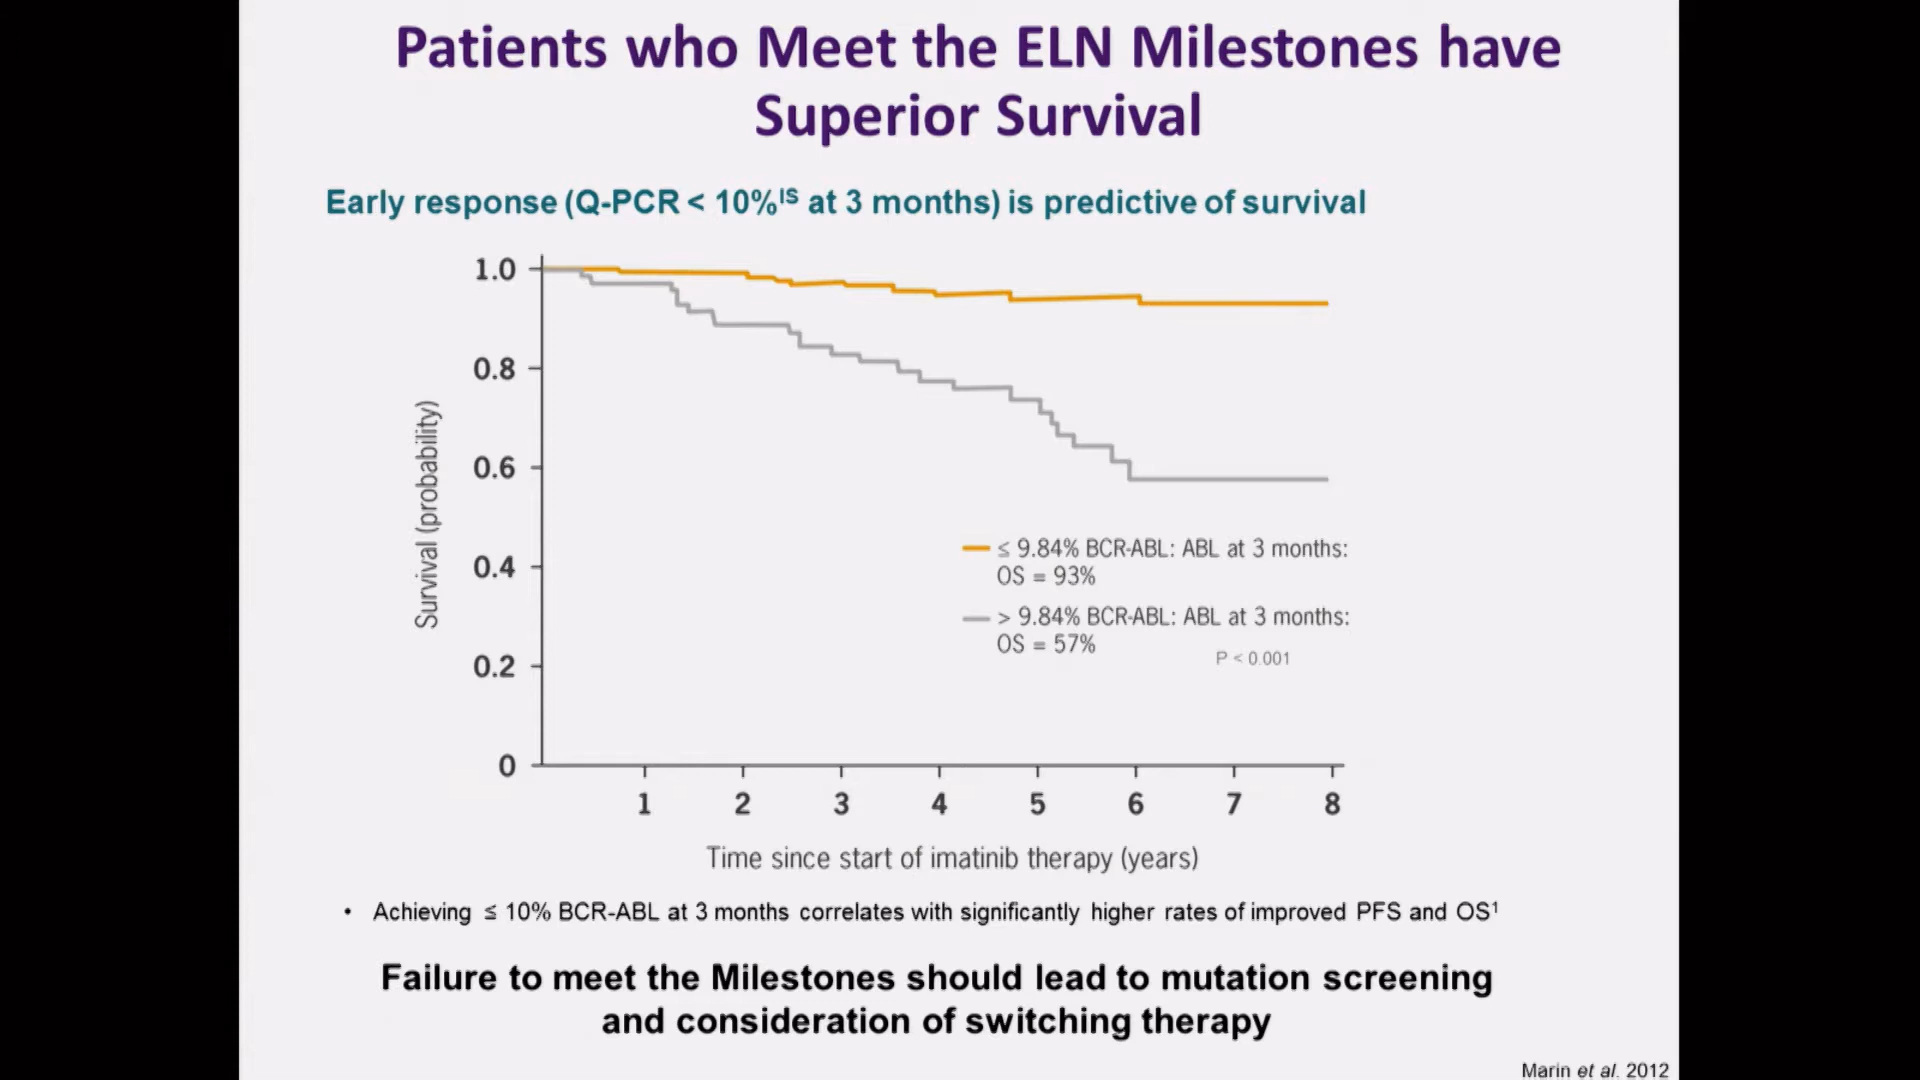 Patients who Meet the ELN Milestones have
Superior Survival
Early response (Q-PCR < 10%ᴵˢ at 3 months) is predictive of survival
1.0
0.8
0.6
0.4
0.2
0
Survival (probability)
≤ 9.84% BCR-ABL: ABL at 3 months:
OS = 93%
> 9.84% BCR-ABL: ABL at 3 months:
OS = 57%
P < 0.001
1 2 3 4 5 6 7 8
Time since start of imatinib therapy (years)
• Achieving ≤ 10% BCR-ABL at 3 months correlates with significantly higher rates of improved PFS and OS¹
Failure to meet the Milestones should lead to mutation screening
and consideration of switching therapy
Marin et al. 2012